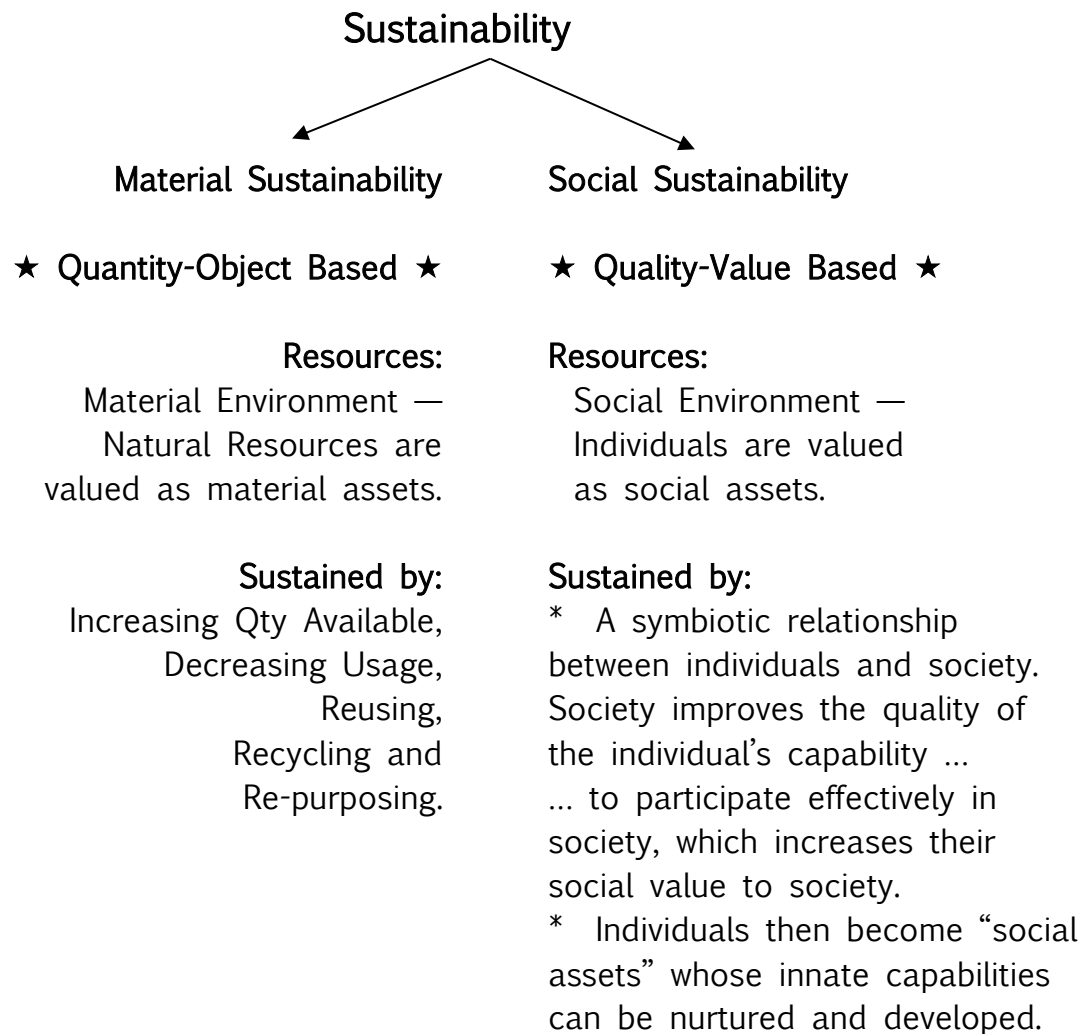 Sustainability
Material Sustainability
★ Quantity-Object Based ★
Resources:
Material Environment —
Natural Resources are
valued as material assets.
Sustained by:
Increasing Qty Available,
Decreasing Usage,
Reusing,
Recycling and
Re-purposing.
Social Sustainability
★ Quality-Value Based ★
Resources:
Social Environment —
Individuals are valued
as social assets.
Sustained by:
* A symbiotic relationship
between individuals and society.
Society improves the quality of
the individual’s capability ...
... to participate effectively in
society, which increases their
social value to society.
* Individuals then become “social
assets” whose innate capabilities
can be nurtured and developed.